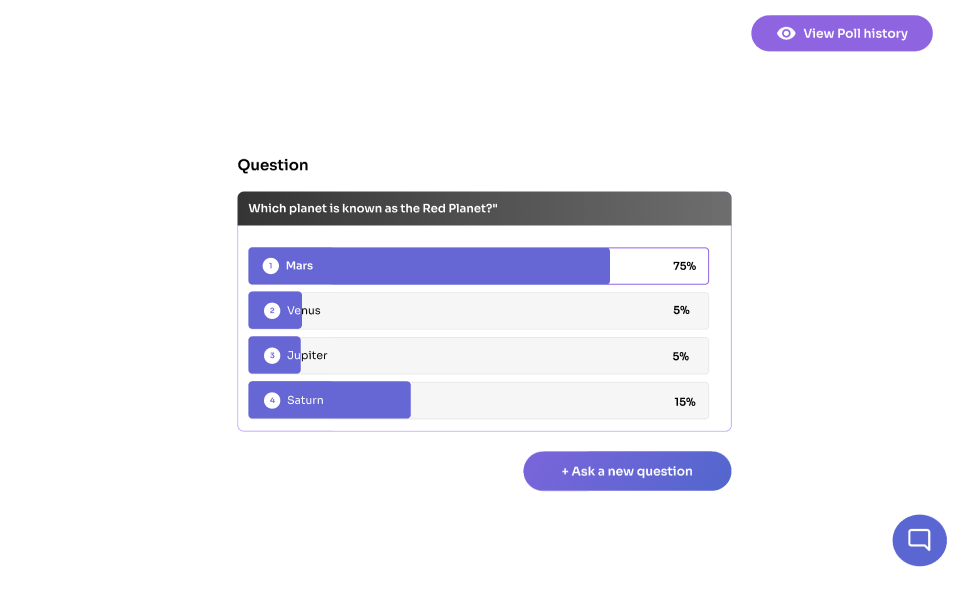 View Poll history
Question
Which planet is known as the Red Planet?"
1 Mars 75%
2 Venus 5%
3 Jupiter 5%
4 Saturn 15%
+ Ask a new question